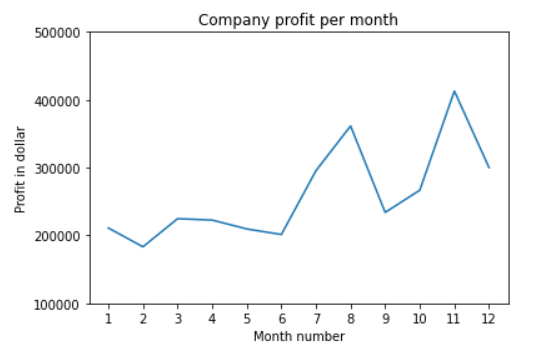 Company profit per month
500000
400000
300000
200000
100000
Profit in dollar
1 2 3 4 5 6 7 8 9 10 11 12
Month number